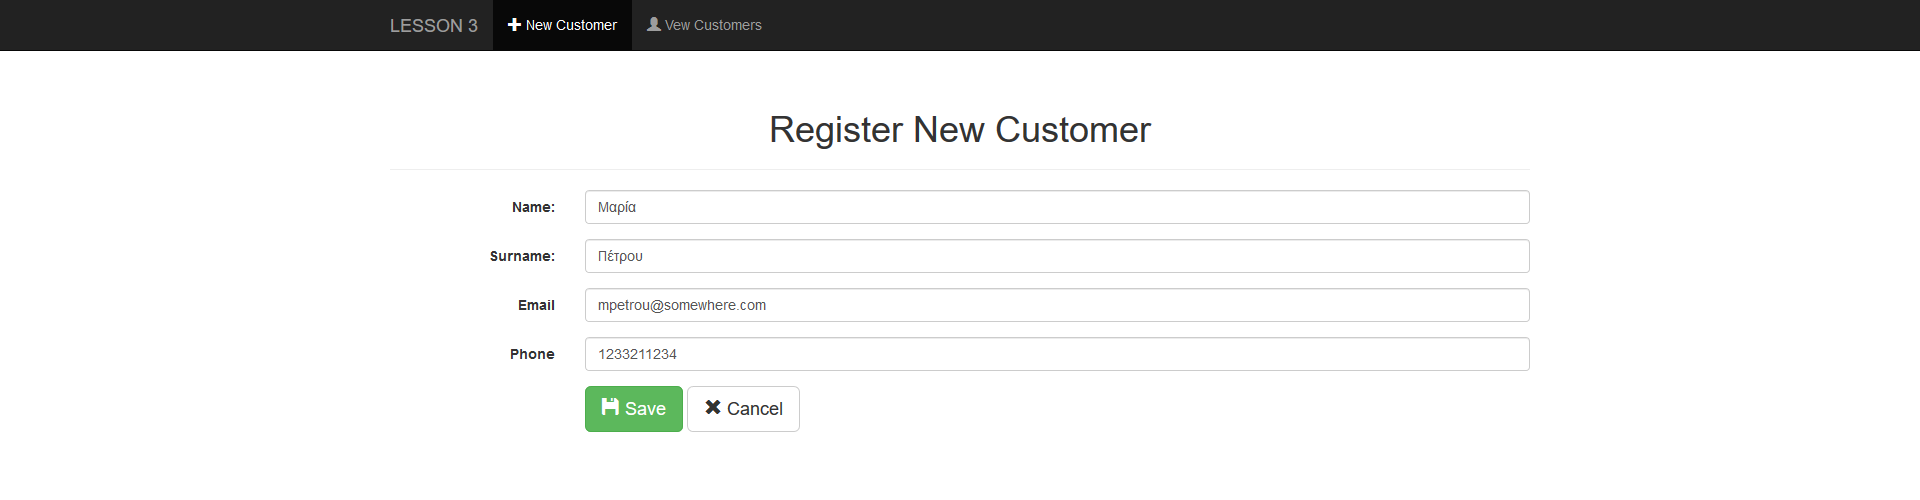 LESSON 3 New Customer Vew Customers
Register New Customer
Name: Μαρία
Surname: Πέτρου
Email mpetrou@somewhere.com
Phone 1233211234
Save Cancel